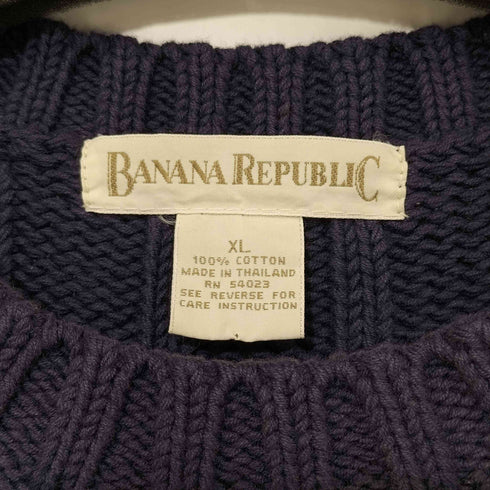 BANANA REPUBLIC
XL
100% COTTON
MADE IN THAILAND
RN 54023
SEE REVERSE FOR
CARE INSTRUCTION